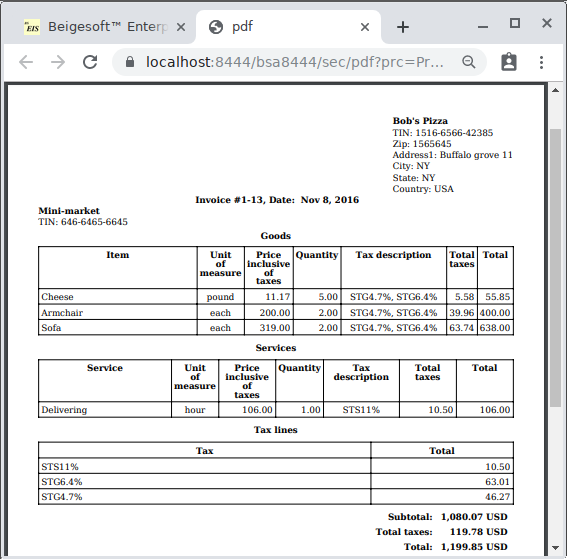 EIS Beigesoft™ Enterp
pdf
localhost:8444/bsa8444/sec/pdf?prc=Pr...
Bob's Pizza
TIN: 1516-6566-42385
Zip: 1565645
Address1: Buffalo grove 11
City: NY
State: NY
Country: USA
Invoice #1-13, Date: Nov 8, 2016
Mini-market
TIN: 646-6465-6645
Goods
Item Unit of measure Price inclusive of taxes Quantity Tax description Total taxes Total
Cheese pound 11.17 5.00 STG4.7%, STG6.4% 5.58 55.85
Armchair each 200.00 2.00 STG4.7%, STG6.4% 39.96 400.00
Sofa each 319.00 2.00 STG4.7%, STG6.4% 63.74 638.00
Services
Service Unit of measure Price inclusive of taxes Quantity Tax description Total taxes Total
Delivering hour 106.00 1.00 STS11% 10.50 106.00
Tax lines
Tax Total
STS11% 10.50
STG6.4% 63.01
STG4.7% 46.27
Subtotal: 1,080.07 USD
Total taxes: 119.78 USD
Total: 1,199.85 USD